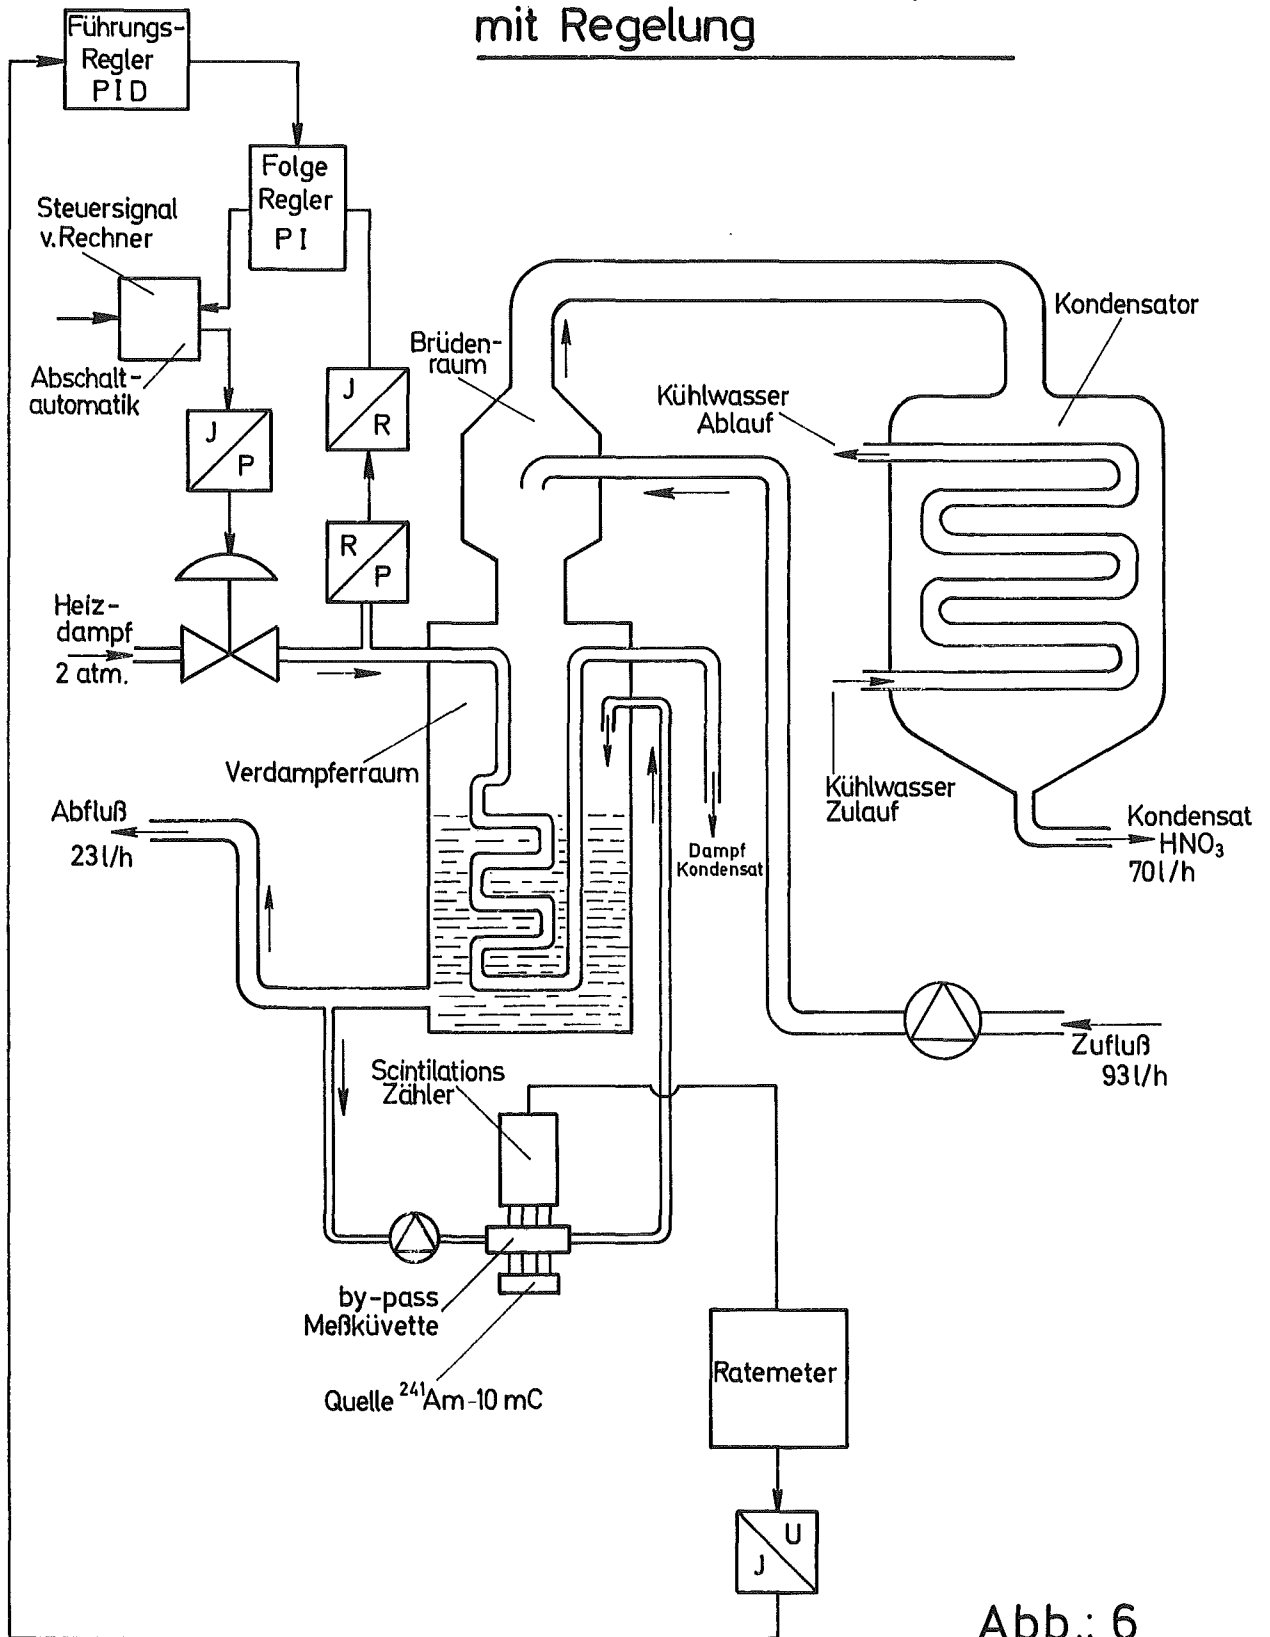 mit Regelung
Führungs-
Regler
PID
Folge
Regler
PI
Steuersignal
v. Rechner
Abschalt-
automatik
J
P
J
R
R
P
Brüden-
raum
Kühlwasser
Ablauf
Kondensator
Heiz-
dampf
2 atm.
Verdampferraum
Kühlwasser
Zulauf
Abfluß
23 l/h
Dampf
Kondensat
Kondensat
HNO₃
70 l/h
Zufluß
93 l/h
Scintilations
Zähler
by-pass
Meßküvette
Quelle ²⁴¹Am-10 mC
Ratemeter
U
J
Abb.: 6